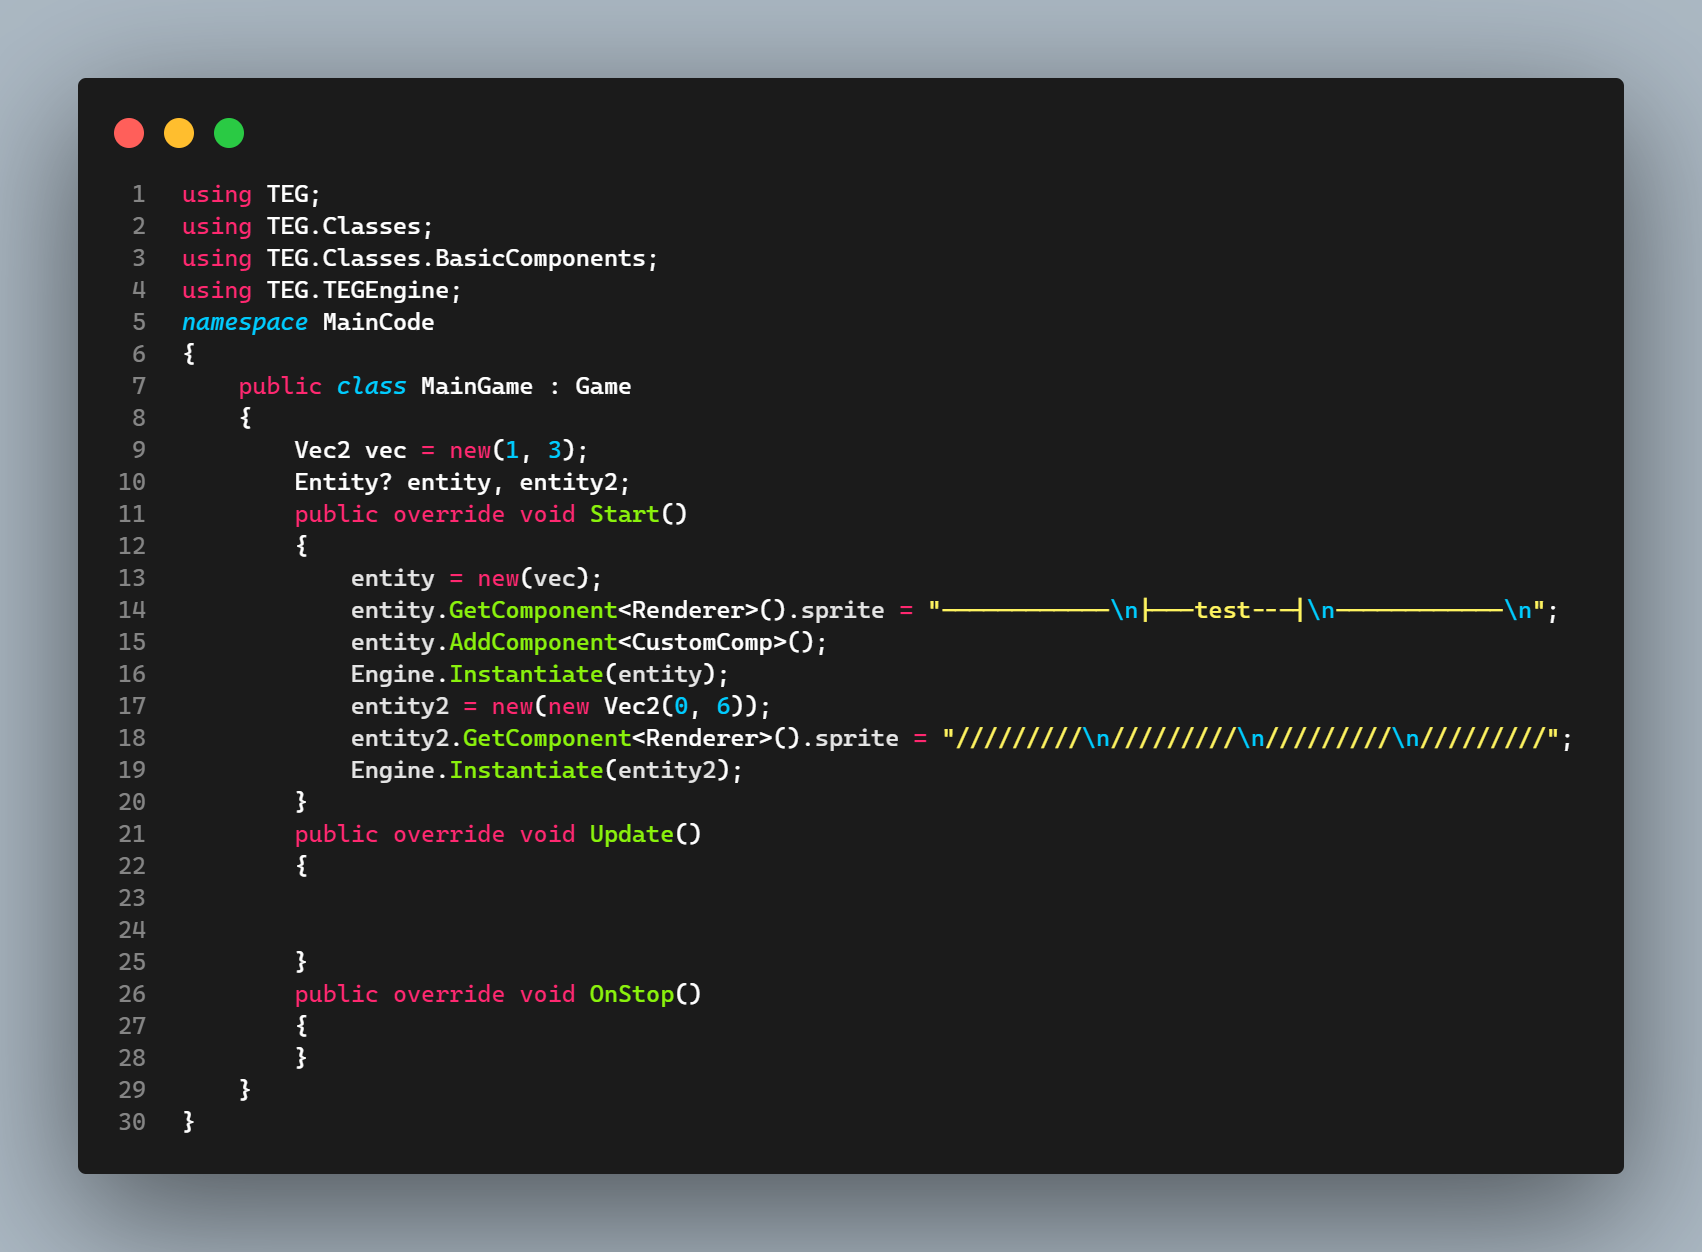 1 using TEG;
2 using TEG.Classes;
3 using TEG.Classes.BasicComponents;
4 using TEG.TEGEngine;
5 namespace MainCode
6 {
7     public class MainGame : Game
8     {
9         Vec2 vec = new(1, 3);
10         Entity? entity, entity2;
11         public override void Start()
12         {
13             entity = new(vec);
14             entity.GetComponent<Renderer>().sprite = "------------\n|---test---|\n------------\n";
15             entity.AddComponent<CustomComp>();
16             Engine.Instantiate(entity);
17             entity2 = new(new Vec2(0, 6));
18             entity2.GetComponent<Renderer>().sprite = "/////////\n/////////\n/////////\n/////////";
19             Engine.Instantiate(entity2);
20         }
21         public override void Update()
22         {
23
24
25         }
26         public override void OnStop()
27         {
28         }
29     }
30 }